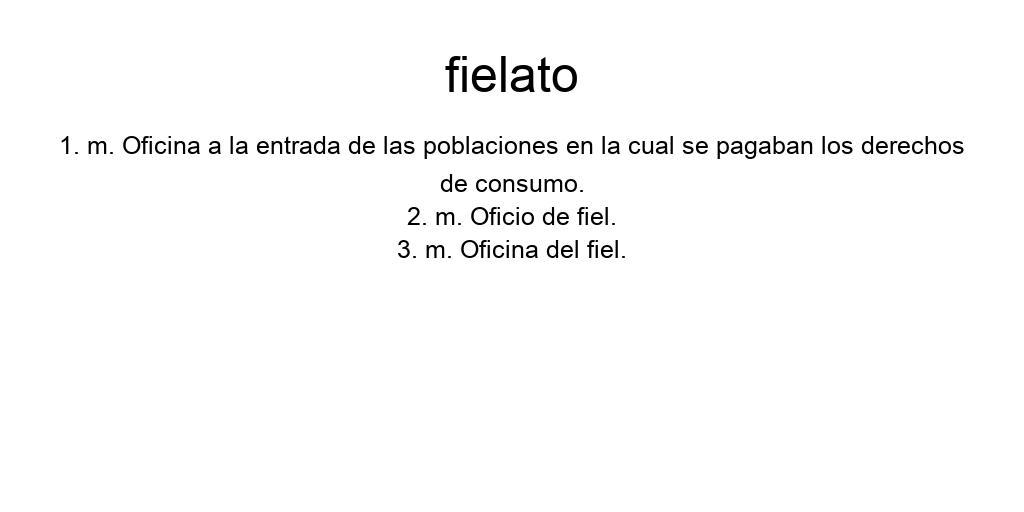 fielato
1. m. Oficina a la entrada de las poblaciones en la cual se pagaban los derechos
de consumo.
2. m. Oficio de fiel.
3. m. Oficina del fiel.